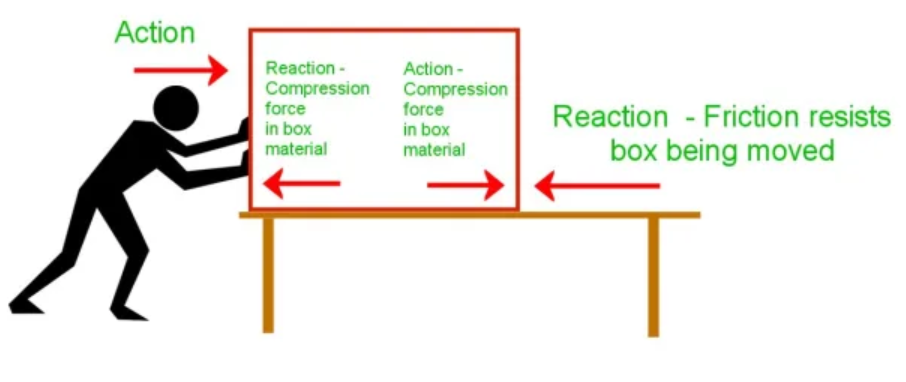 Action
Reaction -
Compression
force
in box
material
Action -
Compression
force
in box
material
Reaction - Friction resists
box being moved